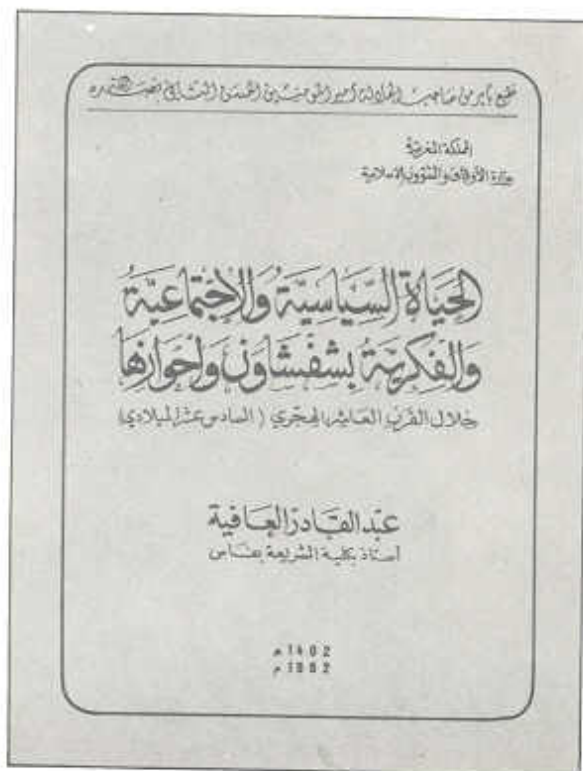 طبع بأمر من صاحب الجلالة أمير المؤمنين الحسن الثاني نصره
المملكة المغربية
وزارة الأوقاف والشؤون الإسلامية
الحياة السياسية والاجتماعية
والفكرية بشفشاون وأحوازها
خلال القرن العاشر الهجري (السادس عشر الميلادي)
عبد القادر العافية
أستاذ بكلية الشريعة بفاس
1402 هـ
1982 م